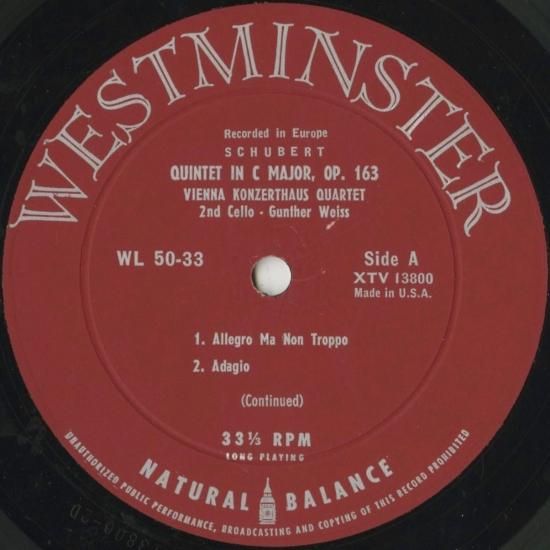 WESTMINSTER
Recorded in Europe
SCHUBERT
QUINTET IN C MAJOR, OP. 163
VIENNA KONZERTHAUS QUARTET
2nd Cello - Gunther Weiss
WL 50-33
Side A
XTV 13800
Made in U.S.A.
1. Allegro Ma Non Troppo
2. Adagio
(Continued)
33⅓ RPM
LONG PLAYING
NATURAL BALANCE
UNAUTHORIZED PUBLIC PERFORMANCE, BROADCASTING AND COPYING OF THIS RECORD PROHIBITED